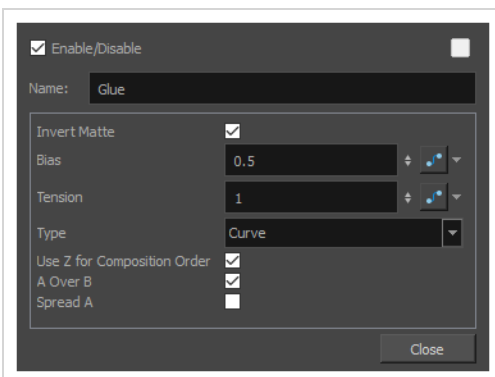 Enable/Disable
Name: Glue
Invert Matte
Bias 0.5
Tension 1
Type Curve
Use Z for Composition Order
A Over B
Spread A
Close